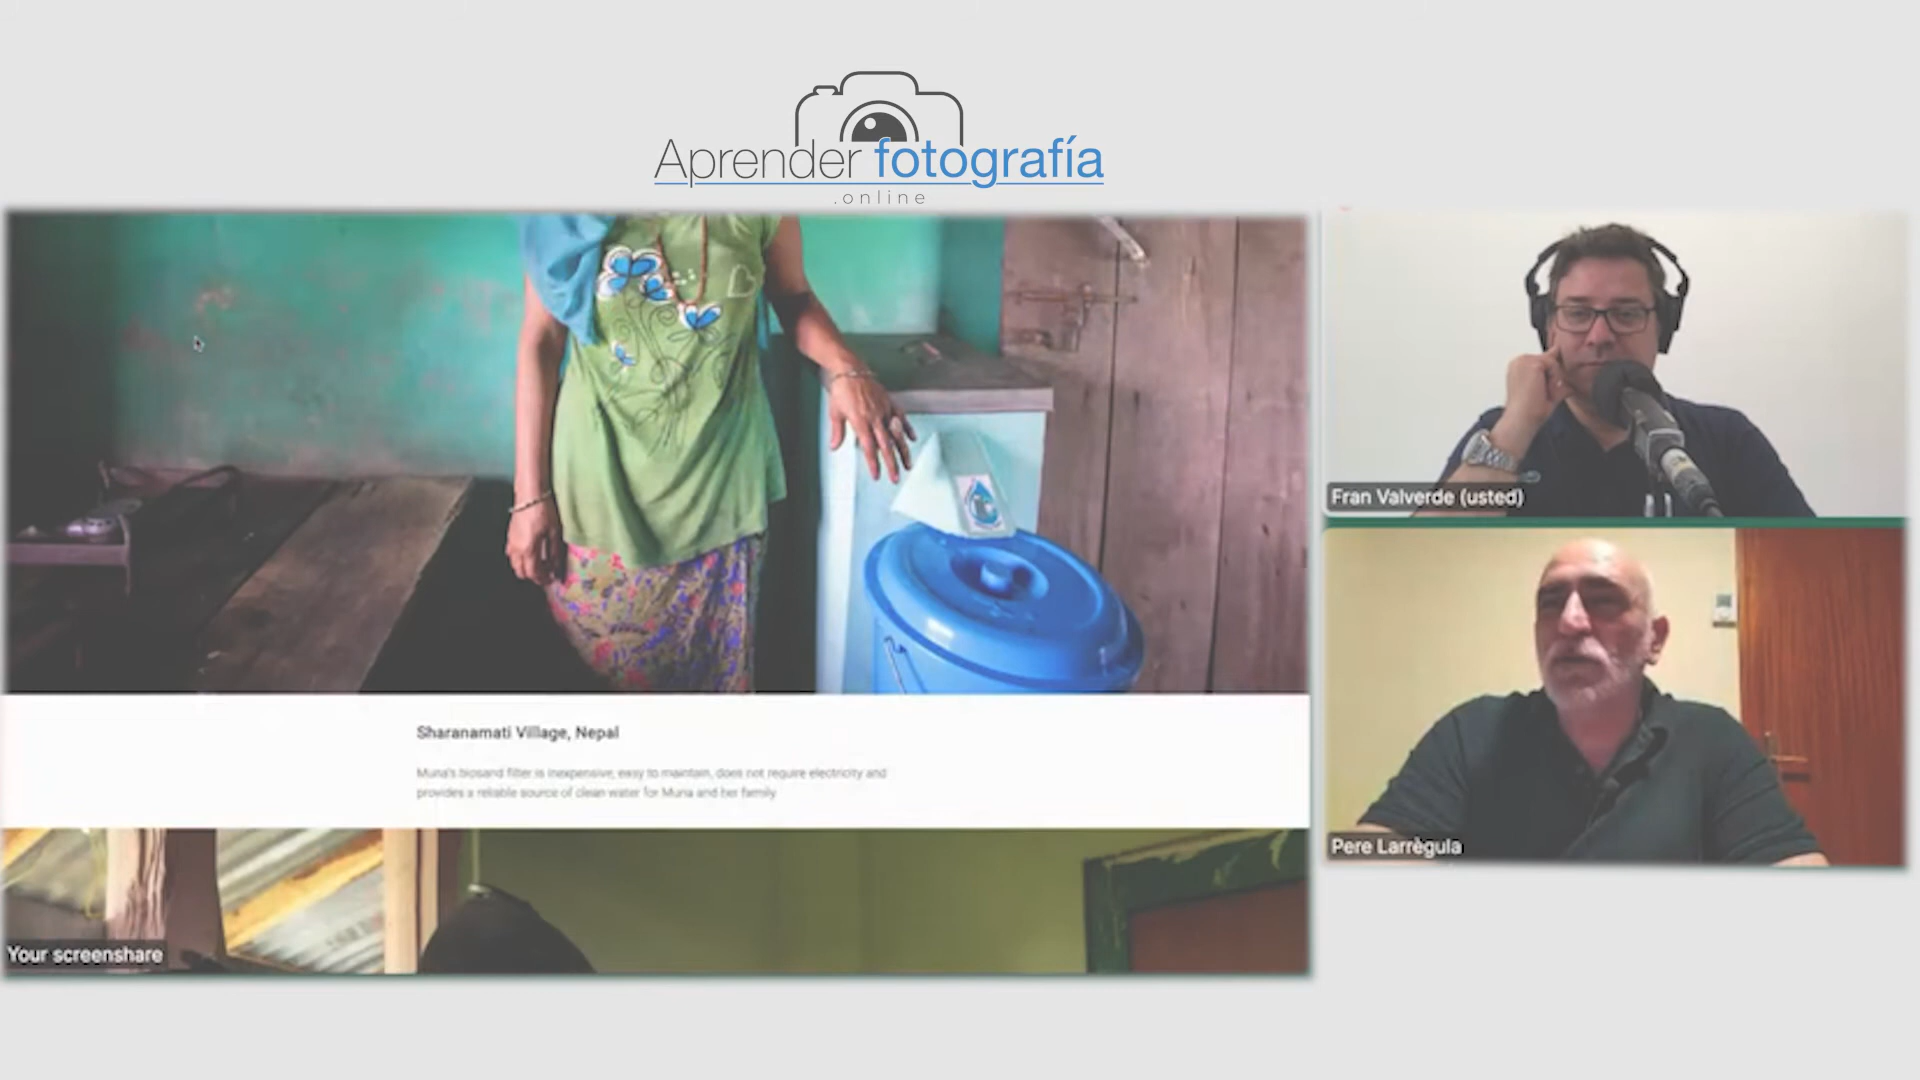 Aprender fotografía
.online
Fran Valverde (usted)
Sharanamati Village, Nepal
Muna's biosand filter is inexpensive, easy to maintain, does not require electricity and
provides a reliable source of clean water for Muna and her family
Pere Larrègula
Your screenshare